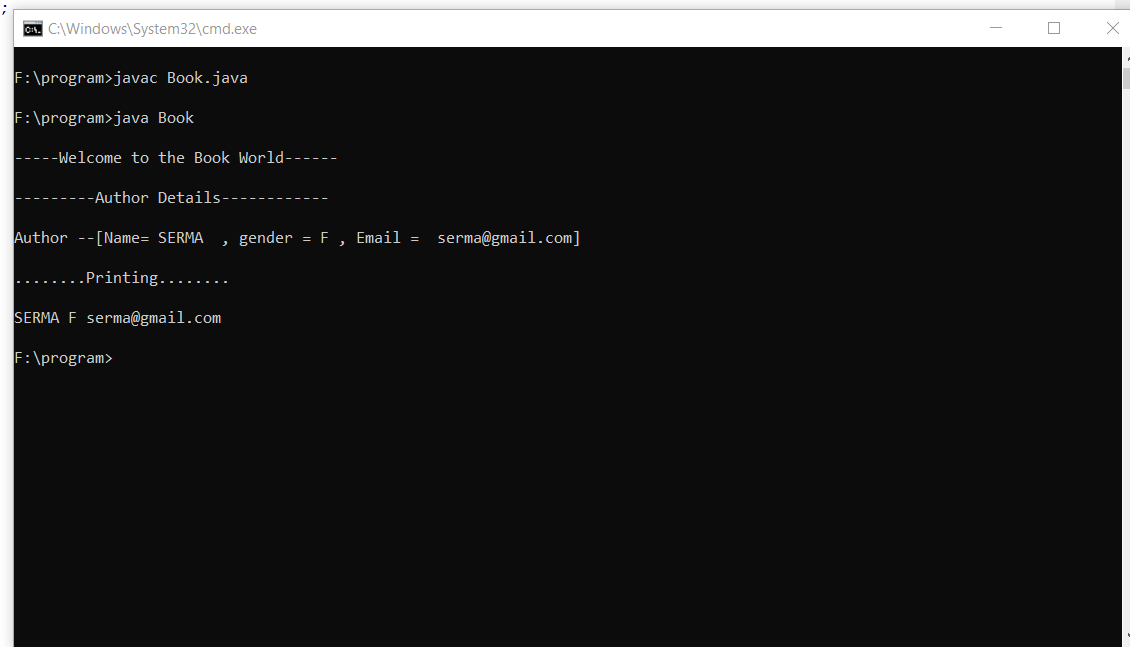 ;
C:\Windows\System32\cmd.exe
F:\program>javac Book.java
F:\program>java Book
-----Welcome to the Book World------
---------Author Details------------
Author --[Name= SERMA  , gender = F , Email =  serma@gmail.com]
........Printing........
SERMA F serma@gmail.com
F:\program>